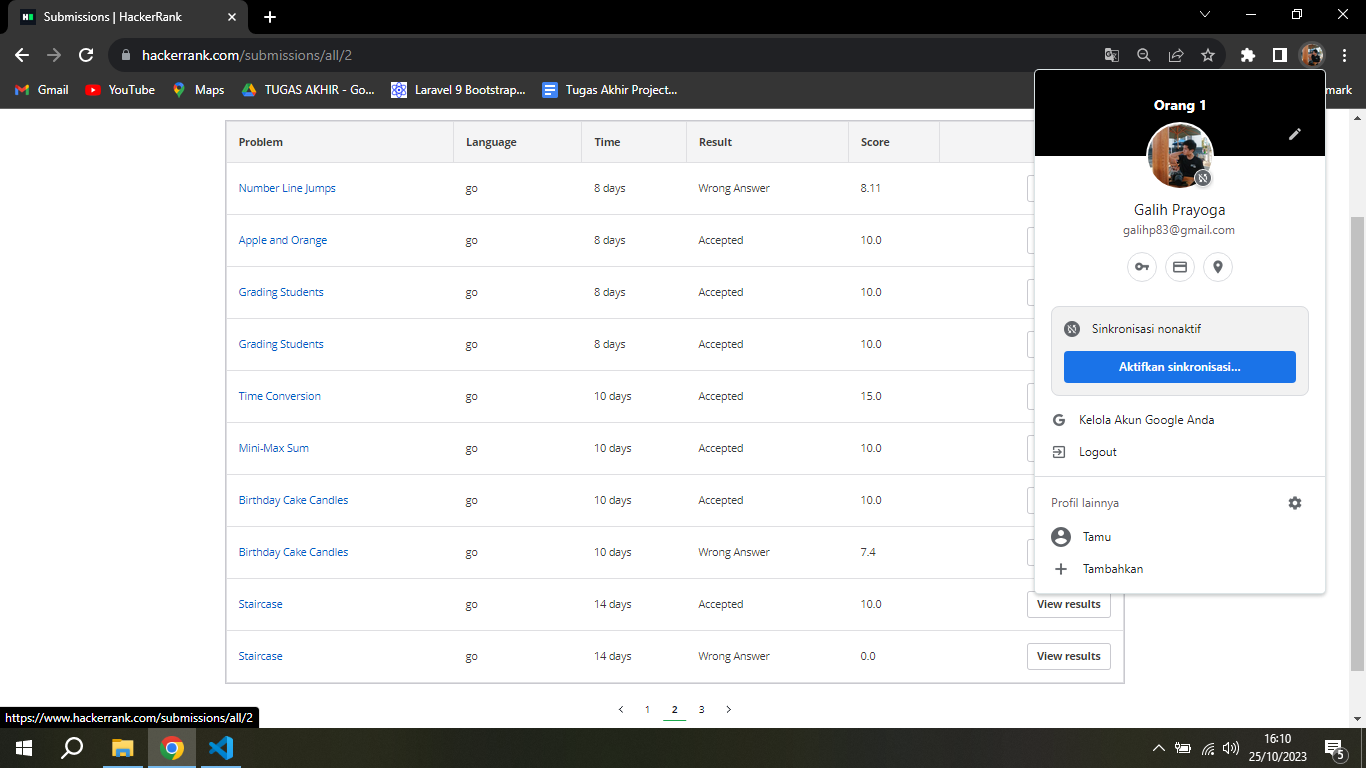 Submissions | HackerRank
hackerrank.com/submissions/all/2
Gmail
YouTube
Maps
TUGAS AKHIR - Go...
Laravel 9 Bootstrap...
Tugas Akhir Project...
mark
Problem Language Time Result Score
Number Line Jumps go 8 days Wrong Answer 8.11
Apple and Orange go 8 days Accepted 10.0
Grading Students go 8 days Accepted 10.0
Grading Students go 8 days Accepted 10.0
Time Conversion go 10 days Accepted 15.0
Mini-Max Sum go 10 days Accepted 10.0
Birthday Cake Candles go 10 days Accepted 10.0
Birthday Cake Candles go 10 days Wrong Answer 7.4
Staircase go 14 days Accepted 10.0 View results
Staircase go 14 days Wrong Answer 0.0 View results
1 2 3
Orang 1
Galih Prayoga
galihp83@gmail.com
Sinkronisasi nonaktif
Aktifkan sinkronisasi...
Kelola Akun Google Anda
Logout
Profil lainnya
Tamu
Tambahkan
https://www.hackerrank.com/submissions/all/2
16:10
25/10/2023
5